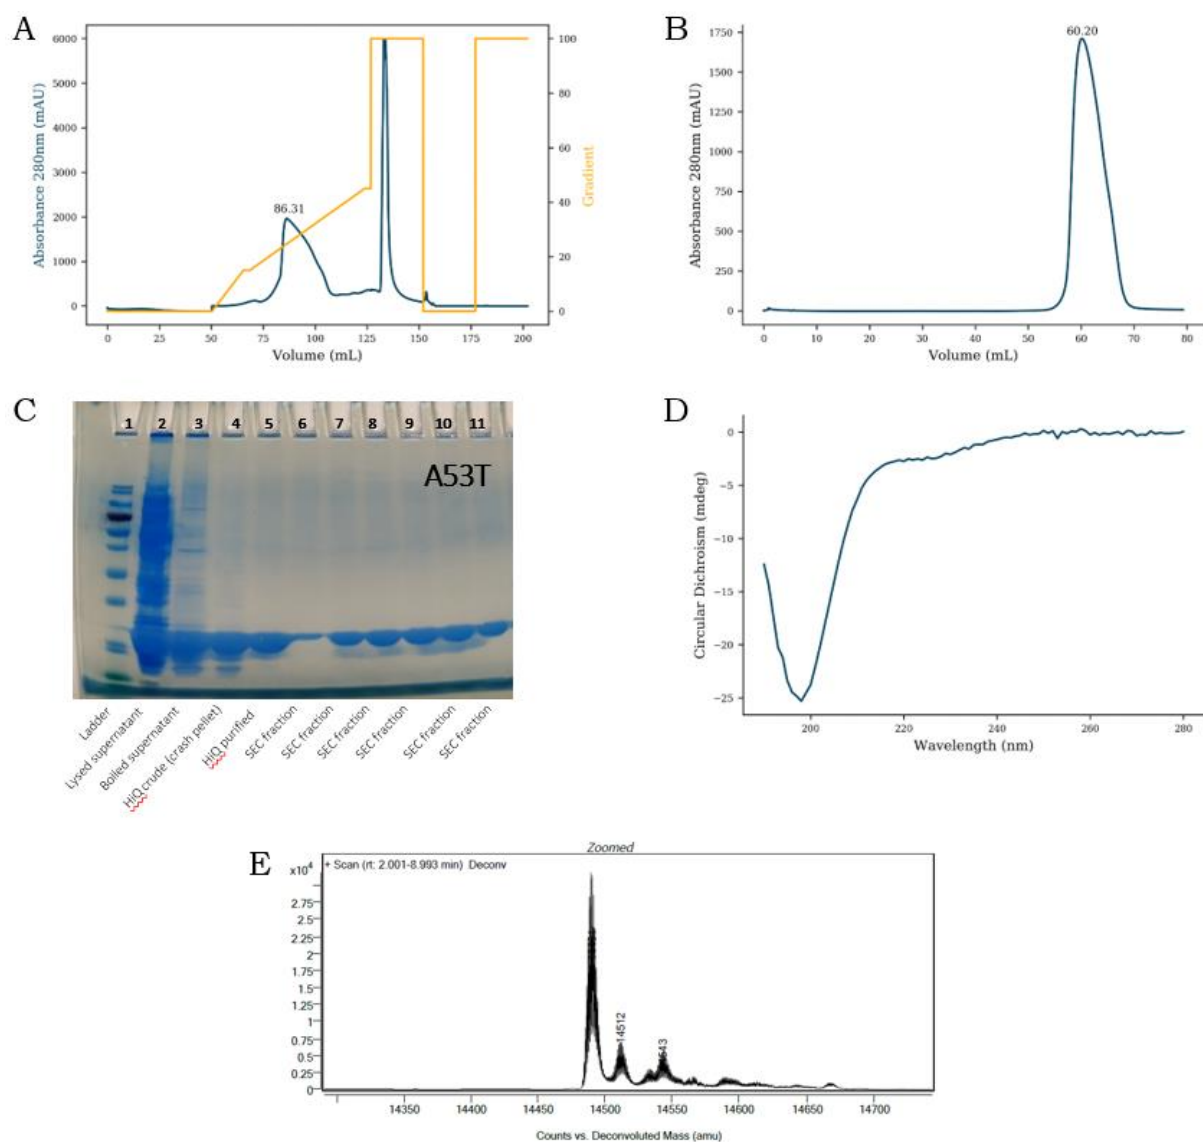 A
Absorbance 280nm (mAU)
6000
5000
4000
3000
2000
1000
0
86.31
100
80
60
40
20
0
Gradient
0 25 50 75 100 125 150 175 200
Volume (mL)
B
Absorbance 280nm (mAU)
1750
1500
1250
1000
750
500
250
0
60.20
0 10 20 30 40 50 60 70 80
Volume (mL)
C
1 2 3 4 5 6 7 8 9 10 11
A53T
Ladder
Lysed supernatant
Boiled supernatant
HiQ crude (crash pellet)
HiQ purified
SEC fraction
SEC fraction
SEC fraction
SEC fraction
SEC fraction
SEC fraction
D
Circular Dichroism (mdeg)
0
−5
−10
−15
−20
−25
200 220 240 260 280
Wavelength (nm)
E
Zoomed
x10⁴
+ Scan (rt: 2.001-8.993 min) Deconv
2.75
2.5
2.25
2
1.75
1.5
1.25
1
0.75
0.5
0.25
0
14512
14350 14400 14450 14500 14550 14600 14650 14700
Counts vs. Deconvoluted Mass (amu)